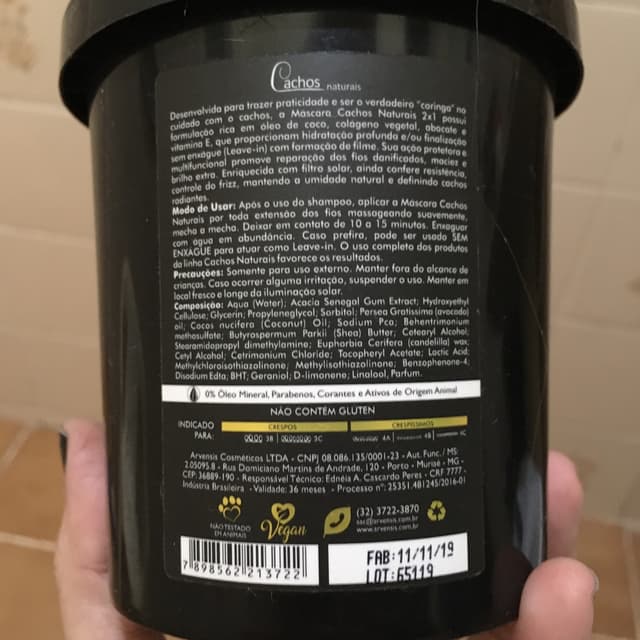 Cachos naturais
Desenvolvida para trazer praticidade e ser o verdadeiro "coringa" no
cuidado com o cachos, a Máscara Cachos Naturais 2x1 possui
formulação rica em óleo de coco, colágeno vegetal, abacate e
vitamina E, que proporcionam hidratação profunda e/ou finalização
sem enxágue (Leave-in) com formação de filme. Sua ação protetora e
multifuncional promove reparação dos fios danificados, maciez e
brilho extra. Enriquecida com filtro solar, ainda confere resistência,
controle do frizz, mantendo a umidade natural e definindo cachos
radiantes.
Modo de Usar: Após o uso do shampoo, aplicar a Máscara Cachos
Naturais por toda extensão dos fios massageando suavemente,
mecha a mecha. Deixar em contato de 10 a 15 minutos. Enxaguar
com água em abundância. Caso prefira, pode ser usado SEM
ENXAGUE para atuar como Leave-in. O uso completo dos produtos
da linha Cachos Naturais favorece os resultados.
Precauções: Somente para uso externo. Manter fora do alcance de
crianças. Caso ocorrer alguma irritação, suspender o uso. Manter em
local fresco e longe da iluminação solar.
Composição: Aqua (Water); Acacia Senegal Gum Extract; Hydroxyethyl
Cellulose; Glycerin; Propyleneglycol; Sorbitol; Persea Gratissima (avocado)
oil; Cocos nucifera (Coconut) Oil; Sodium Pca; Behentrimonium
methosulfate; Butyrospermum Parkii (Shea) Butter; Cetearyl Alcohol;
Stearamidopropyl dimethylamine; Euphorbia Cerifera (candelilla) wax;
Cetyl Alcohol; Cetrimonium Chloride; Tocopheryl Acetate; Lactic Acid;
Methylchloroisothiazolinone; Methylisothiazolinone; Benzophenone-4;
Disodium Edta; BHT; Geraniol; D-limonene; Linalool, Parfum.
0% Óleo Mineral, Parabenos, Corantes e Ativos de Origem Animal
NÃO CONTÉM GLUTEN
INDICADO PARA:
CRESPOS CRESPÍSSIMOS
3B 3C 4A 4B 4C
Arvensis Cosméticos LTDA - CNPJ 08.086.135/0001-23 - Aut. Func./ MS:
2.05095.8 - Rua Domiciano Martins de Andrade, 120 - Porto - Muriaé - MG -
CEP: 36889-190 - Responsável Técnico: Ednéia A. Cascardo Peres - CRF 7777 -
Indústria Brasileira - Validade: 36 meses - Processo nº: 25351.481245/2016-01
NÃO TESTADO
EM ANIMAIS
Vegan
(32) 3722-3870
sac@arvensis.com.br
www.arvensis.com.br
7 898562 213722
FAB:11/11/19
LOT:65119